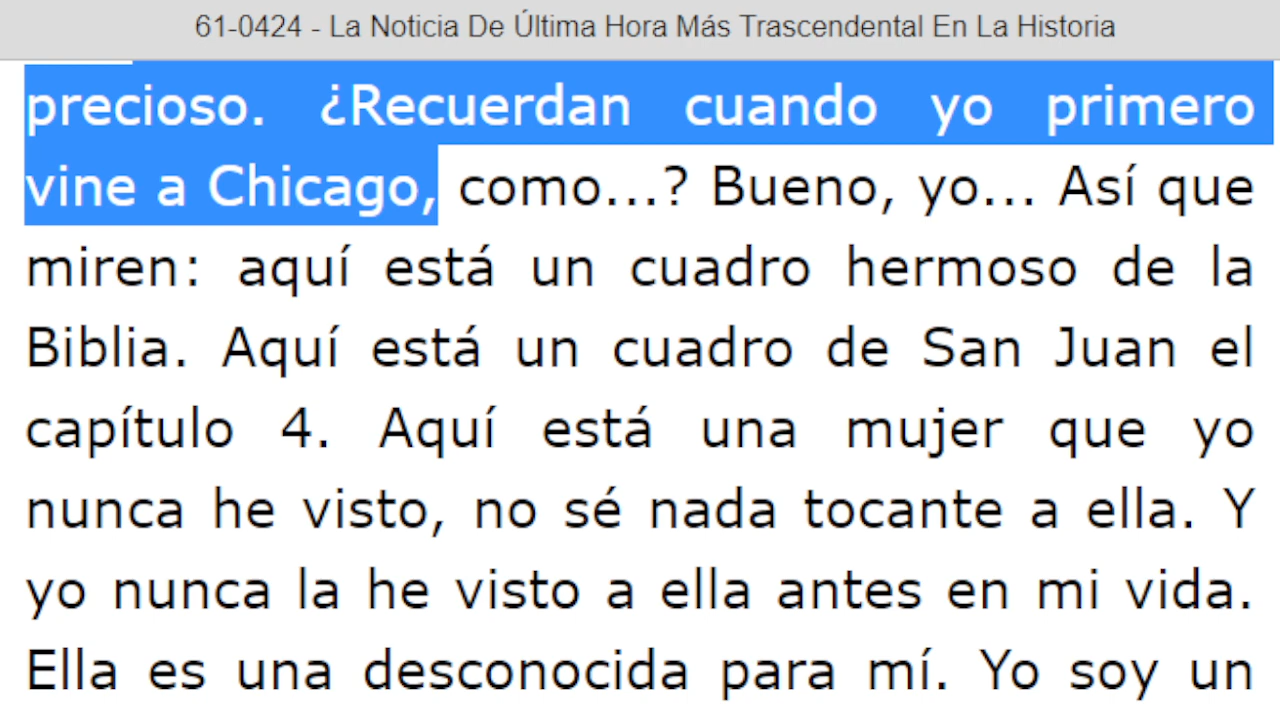 61-0424 - La Noticia De Última Hora Más Trascendental En La Historia
precioso. ¿Recuerdan cuando yo primero
vine a Chicago, como...? Bueno, yo... Así que
miren: aquí está un cuadro hermoso de la
Biblia. Aquí está un cuadro de San Juan el
capítulo 4. Aquí está una mujer que yo
nunca he visto, no sé nada tocante a ella. Y
yo nunca la he visto a ella antes en mi vida.
Ella es una desconocida para mí. Yo soy un